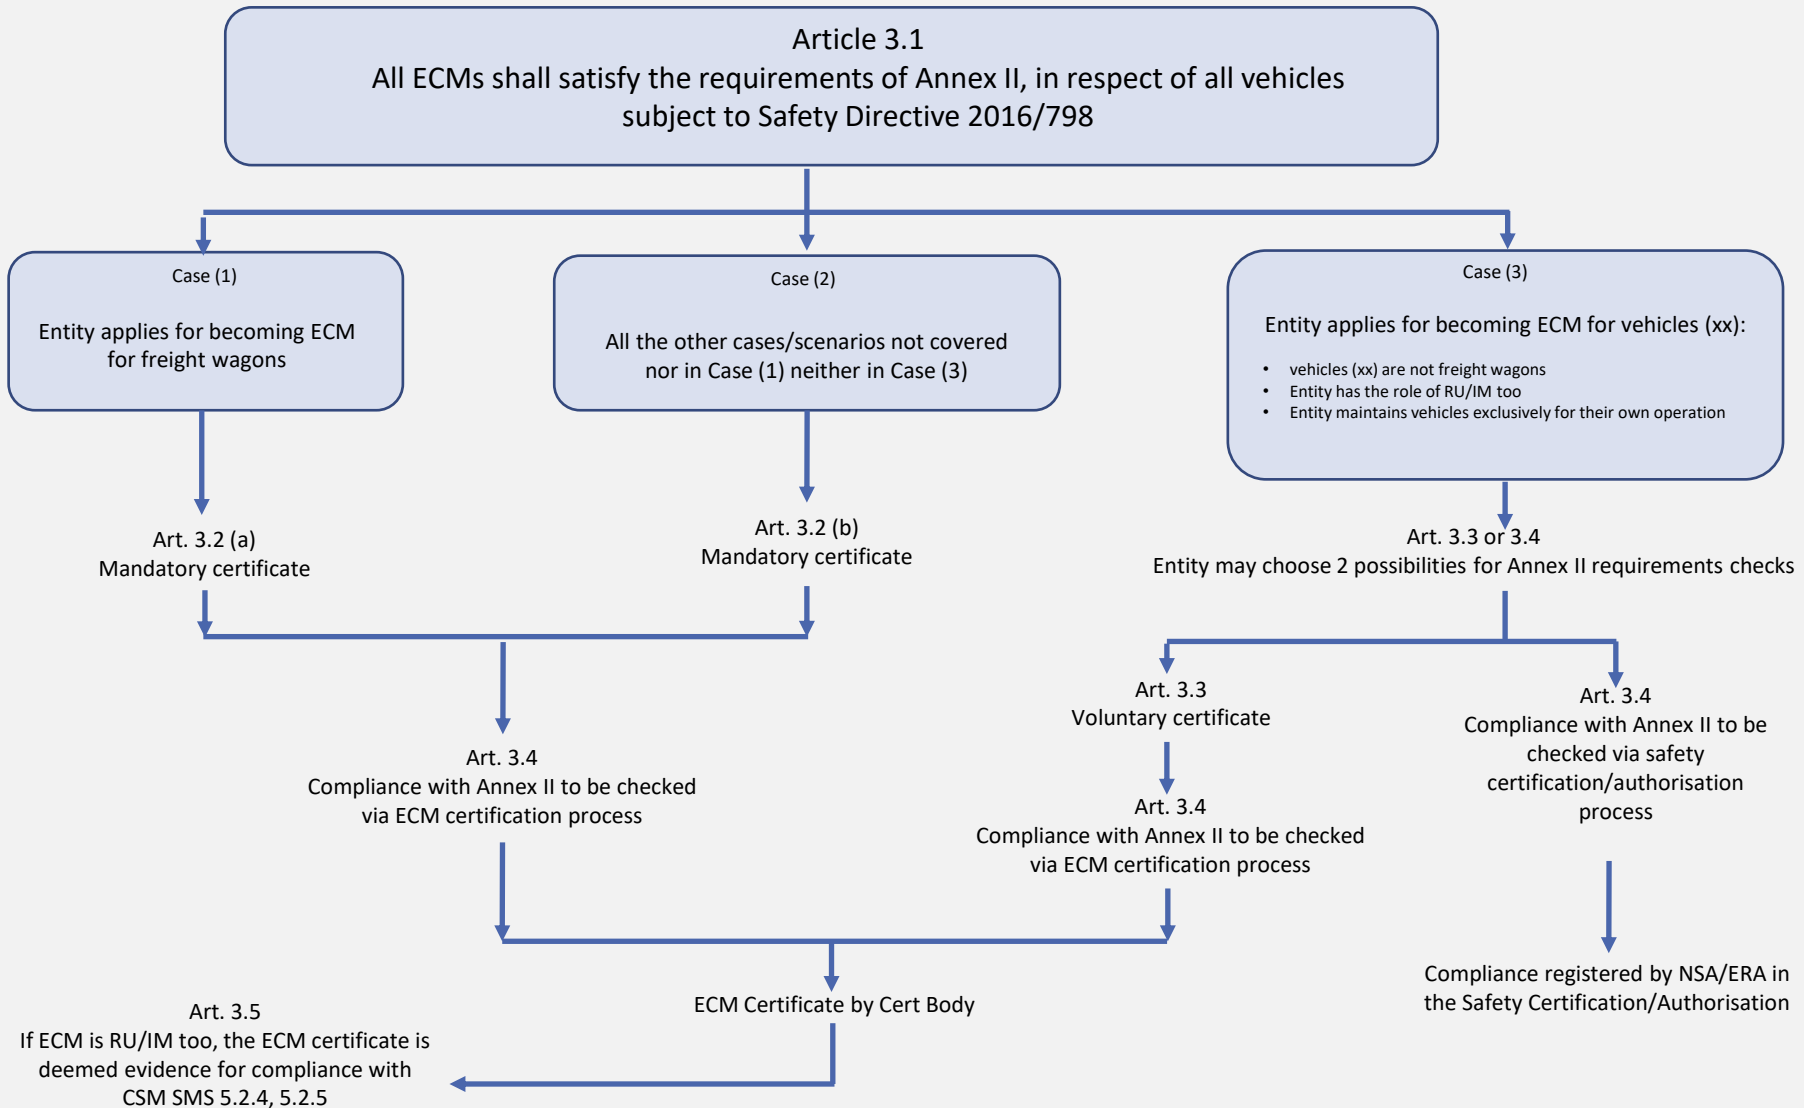 Article 3.1
All ECMs shall satisfy the requirements of Annex II, in respect of all vehicles
subject to Safety Directive 2016/798
Case (1)
Entity applies for becoming ECM
for freight wagons
Case (2)
All the other cases/scenarios not covered
nor in Case (1) neither in Case (3)
Case (3)
Entity applies for becoming ECM for vehicles (xx):
• vehicles (xx) are not freight wagons
• Entity has the role of RU/IM too
• Entity maintains vehicles exclusively for their own operation
Art. 3.2 (a)
Mandatory certificate
Art. 3.2 (b)
Mandatory certificate
Art. 3.3 or 3.4
Entity may choose 2 possibilities for Annex II requirements checks
Art. 3.4
Compliance with Annex II to be checked
via ECM certification process
Art. 3.3
Voluntary certificate
Art. 3.4
Compliance with Annex II to be checked
via ECM certification process
Art. 3.4
Compliance with Annex II to be
checked via safety
certification/authorisation
process
ECM Certificate by Cert Body
Compliance registered by NSA/ERA in
the Safety Certification/Authorisation
Art. 3.5
If ECM is RU/IM too, the ECM certificate is
deemed evidence for compliance with
CSM SMS 5.2.4, 5.2.5